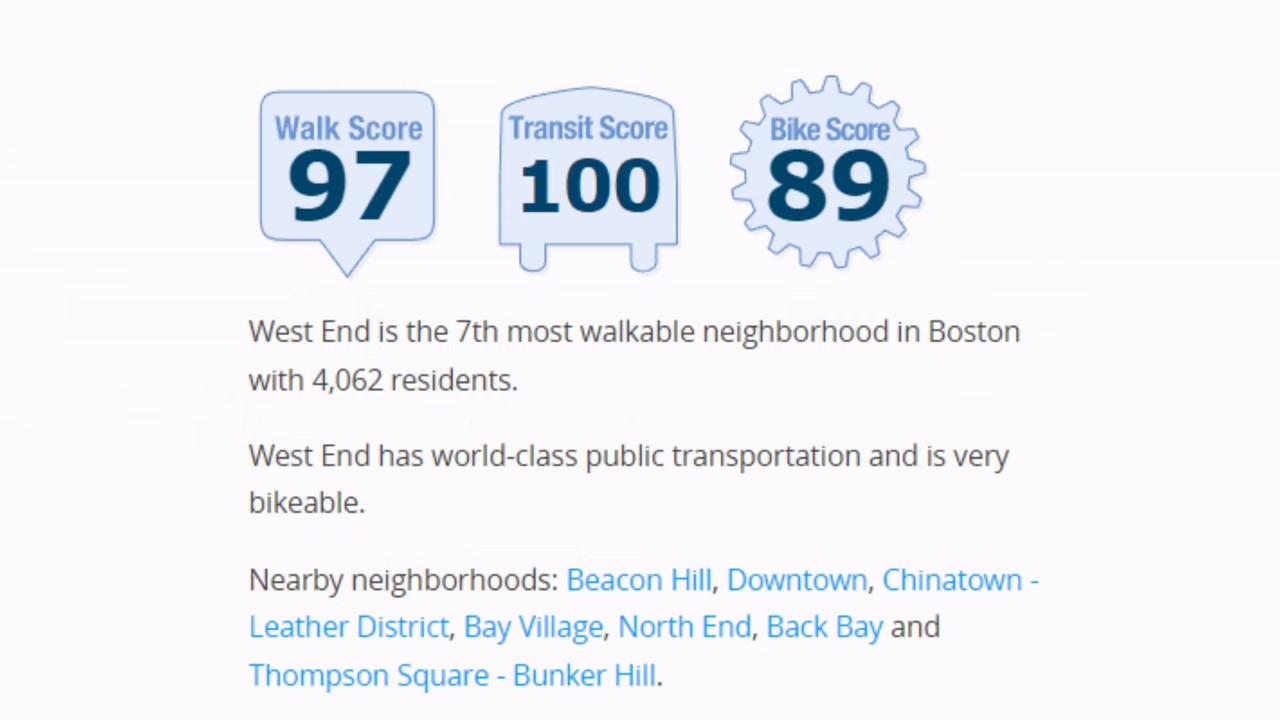 Walk Score
97
Transit Score
100
Bike Score
89
West End is the 7th most walkable neighborhood in Boston
with 4,062 residents.
West End has world-class public transportation and is very
bikeable.
Nearby neighborhoods: Beacon Hill, Downtown, Chinatown -
Leather District, Bay Village, North End, Back Bay and
Thompson Square - Bunker Hill.